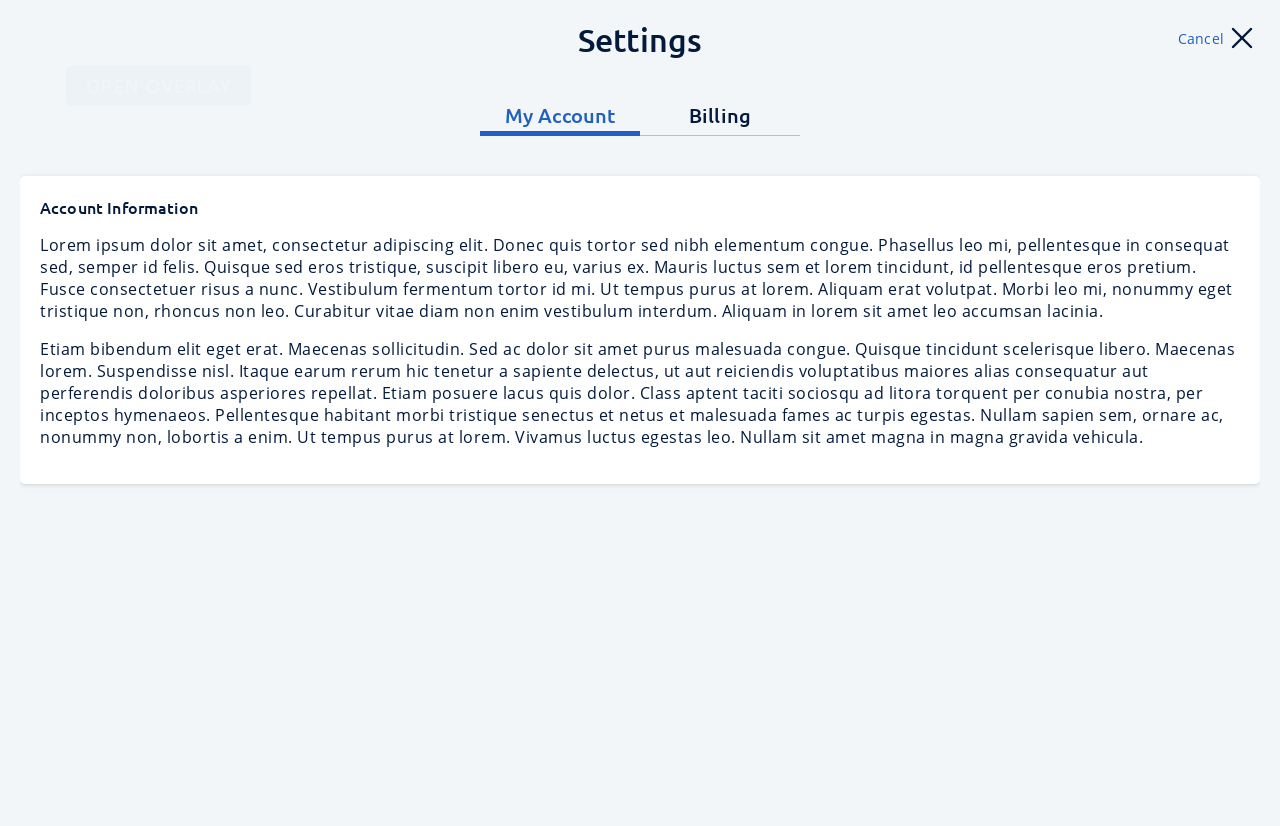 Settings
Cancel
OPEN OVERLAY
My Account
Billing
Account Information
Lorem ipsum dolor sit amet, consectetur adipiscing elit. Donec quis tortor sed nibh elementum congue. Phasellus leo mi, pellentesque in consequat
sed, semper id felis. Quisque sed eros tristique, suscipit libero eu, varius ex. Mauris luctus sem et lorem tincidunt, id pellentesque eros pretium.
Fusce consectetuer risus a nunc. Vestibulum fermentum tortor id mi. Ut tempus purus at lorem. Aliquam erat volutpat. Morbi leo mi, nonummy eget
tristique non, rhoncus non leo. Curabitur vitae diam non enim vestibulum interdum. Aliquam in lorem sit amet leo accumsan lacinia.
Etiam bibendum elit eget erat. Maecenas sollicitudin. Sed ac dolor sit amet purus malesuada congue. Quisque tincidunt scelerisque libero. Maecenas
lorem. Suspendisse nisl. Itaque earum rerum hic tenetur a sapiente delectus, ut aut reiciendis voluptatibus maiores alias consequatur aut
perferendis doloribus asperiores repellat. Etiam posuere lacus quis dolor. Class aptent taciti sociosqu ad litora torquent per conubia nostra, per
inceptos hymenaeos. Pellentesque habitant morbi tristique senectus et netus et malesuada fames ac turpis egestas. Nullam sapien sem, ornare ac,
nonummy non, lobortis a enim. Ut tempus purus at lorem. Vivamus luctus egestas leo. Nullam sit amet magna in magna gravida vehicula.